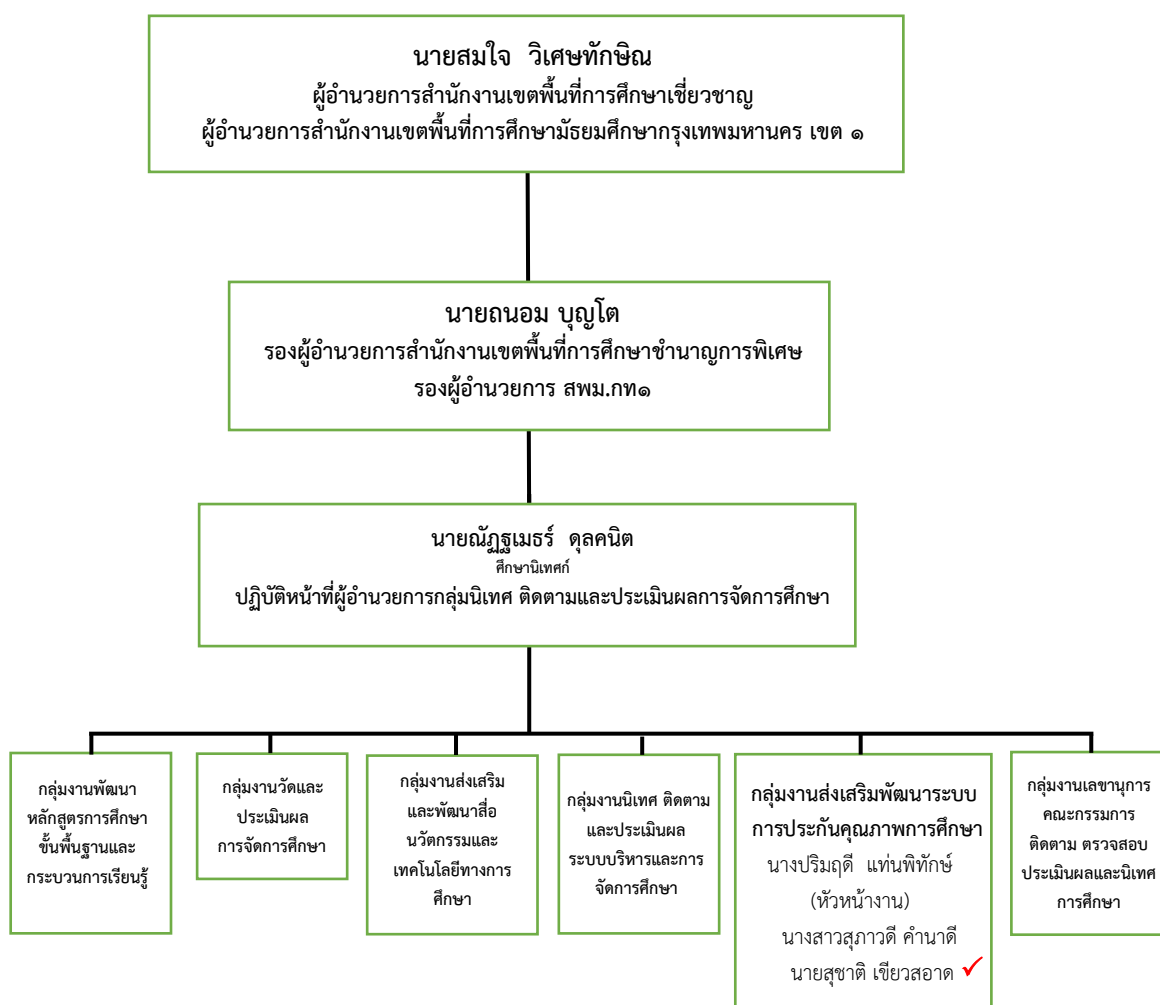 นายสมใจ วิเศษทักษิณ
ผู้อำนวยการสำนักงานเขตพื้นที่การศึกษาเชี่ยวชาญ
ผู้อำนวยการสำนักงานเขตพื้นที่การศึกษามัธยมศึกษากรุงเทพมหานคร เขต ๑
นายถนอม บุญโต
รองผู้อำนวยการสำนักงานเขตพื้นที่การศึกษาชำนาญการพิเศษ
รองผู้อำนวยการ สพม.กท๑
นายณัฏฐเมธร์ ดุลคนิต
ศึกษานิเทศก์
ปฏิบัติหน้าที่ผู้อำนวยการกลุ่มนิเทศ ติดตามและประเมินผลการจัดการศึกษา
กลุ่มงานพัฒนา
หลักสูตรการศึกษา
ขั้นพื้นฐานและ
กระบวนการเรียนรู้
กลุ่มงานวัดและ
ประเมินผล
การจัดการศึกษา
กลุ่มงานส่งเสริม
และพัฒนาสื่อ
นวัตกรรมและ
เทคโนโลยีทางการ
ศึกษา
กลุ่มงานนิเทศ ติดตาม
และประเมินผล
ระบบบริหารและการ
จัดการศึกษา
กลุ่มงานส่งเสริมพัฒนาระบบ
การประกันคุณภาพการศึกษา
นางปริมฤดี แท่นพิทักษ์
(หัวหน้างาน)
นางสาวสุภาวดี คำนาดี
นายสุชาติ เขียวสอาด ✓
กลุ่มงานเลขานุการ
คณะกรรมการ
ติดตาม ตรวจสอบ
ประเมินผลและนิเทศ
การศึกษา